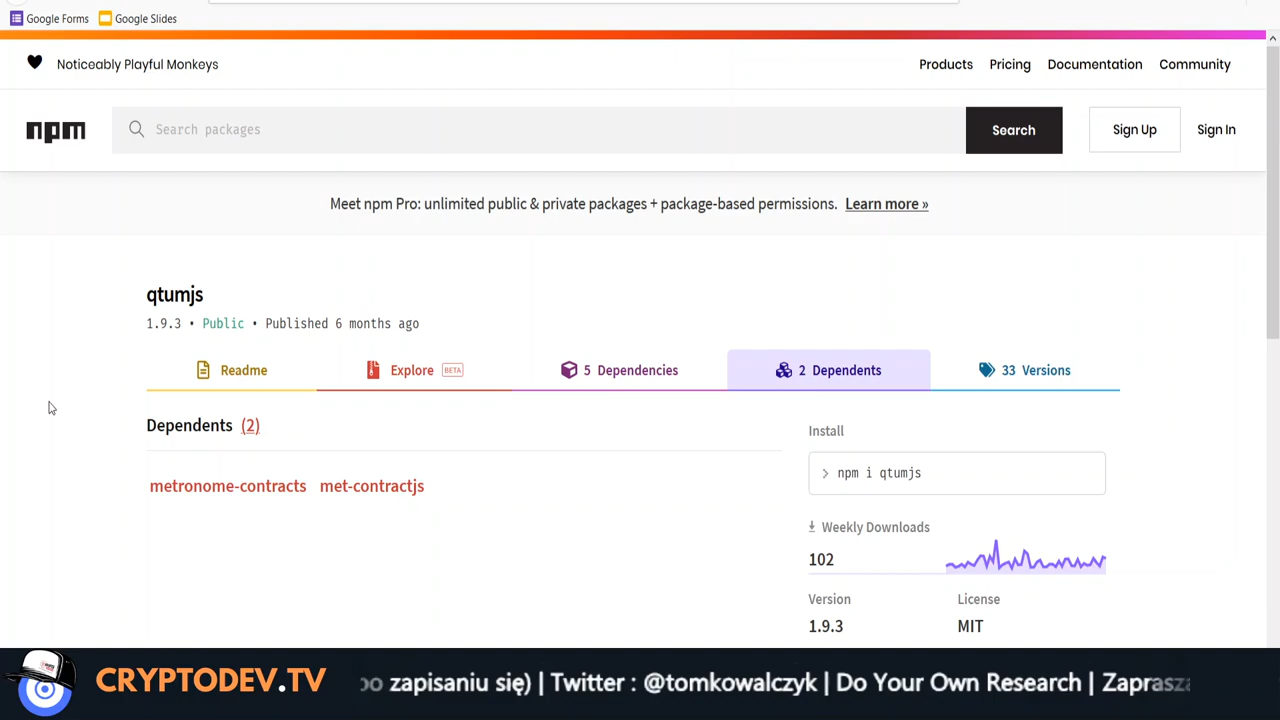 Google Forms Google Slides
Noticeably Playful Monkeys Products Pricing Documentation Community
npm Search packages Search Sign Up Sign In
Meet npm Pro: unlimited public & private packages + package-based permissions. Learn more »
qtumjs
1.9.3 • Public • Published 6 months ago
Readme Explore BETA 5 Dependencies 2 Dependents 33 Versions
Dependents (2)
metronome-contracts met-contractjs
Install
> npm i qtumjs
Weekly Downloads
102
Version License
1.9.3 MIT
CRYPTODEV.TV po zapisaniu się) | Twitter : @tomkowalczyk | Do Your Own Research | Zaprasza